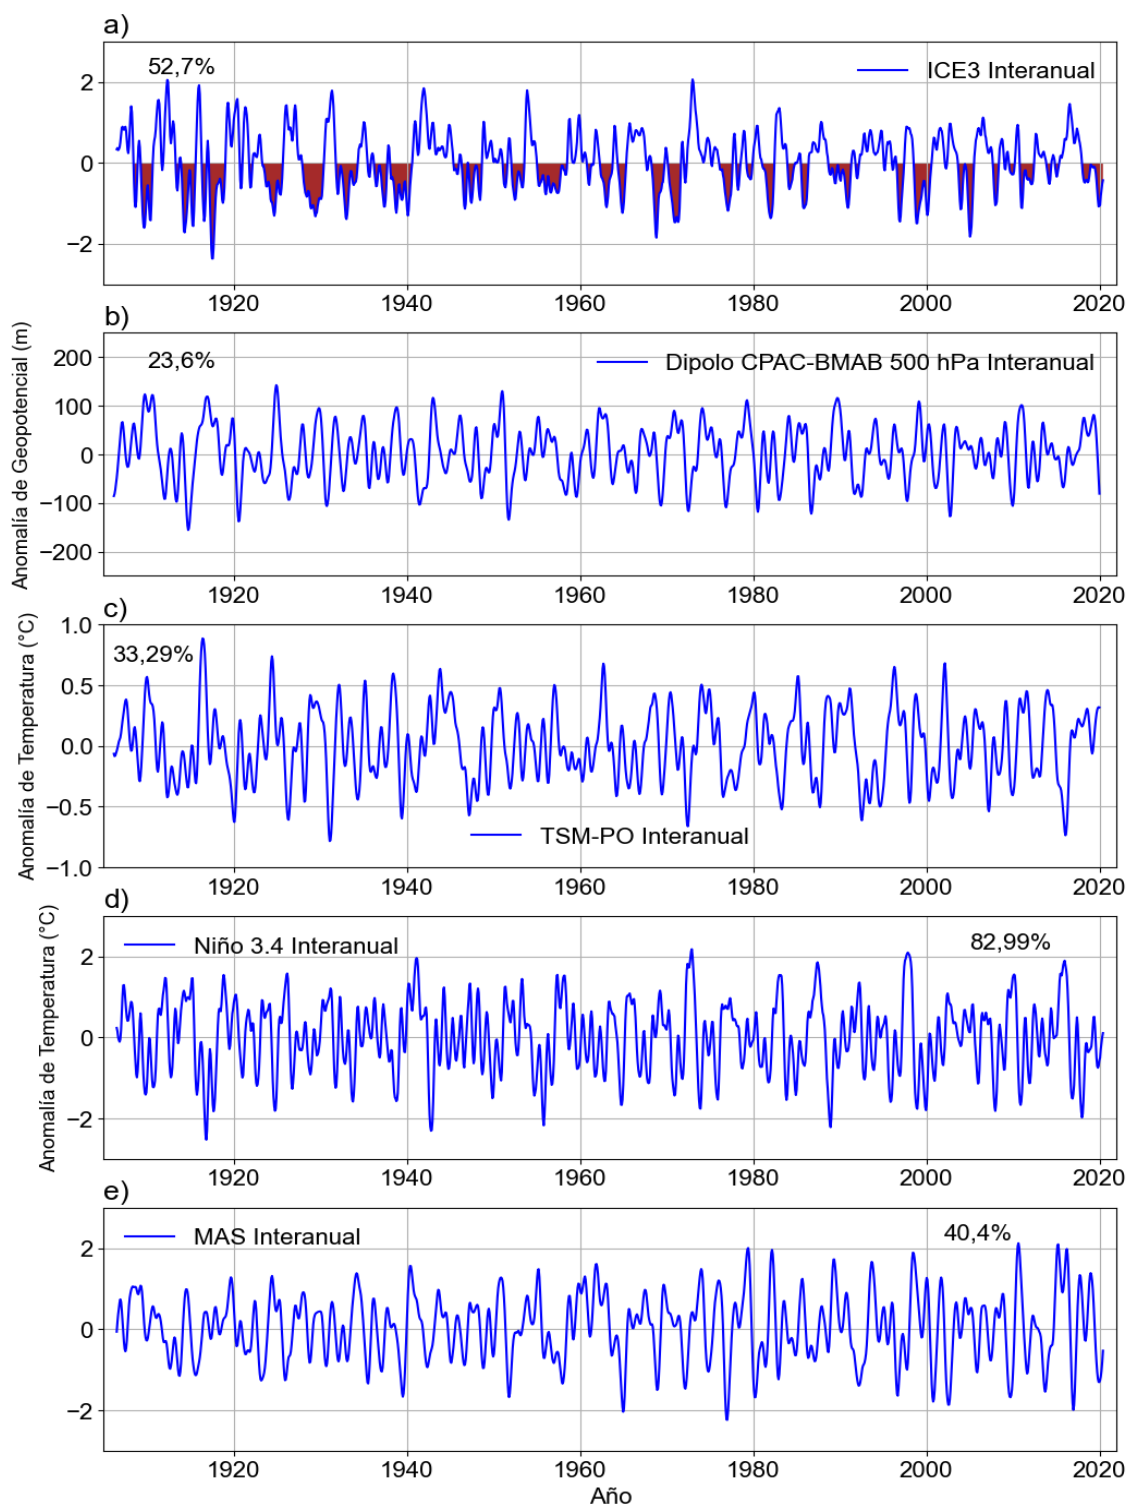 a)
52,7%
ICE3 Interanual
2
0
−2
1920 1940 1960 1980 2000 2020
b)
Anomalía de Geopotencial (m)
23,6%
Dipolo CPAC-BMAB 500 hPa Interanual
200
100
0
−100
−200
1920 1940 1960 1980 2000 2020
c)
Anomalía de Temperatura (°C)
1.0
33,29%
0.5
0.0
−0.5
TSM-PO Interanual
−1.0
1920 1940 1960 1980 2000 2020
d)
Anomalía de Temperatura (°C)
Niño 3.4 Interanual
82,99%
2
0
−2
1920 1940 1960 1980 2000 2020
e)
MAS Interanual
40,4%
2
0
−2
1920 1940 1960 1980 2000 2020
Año